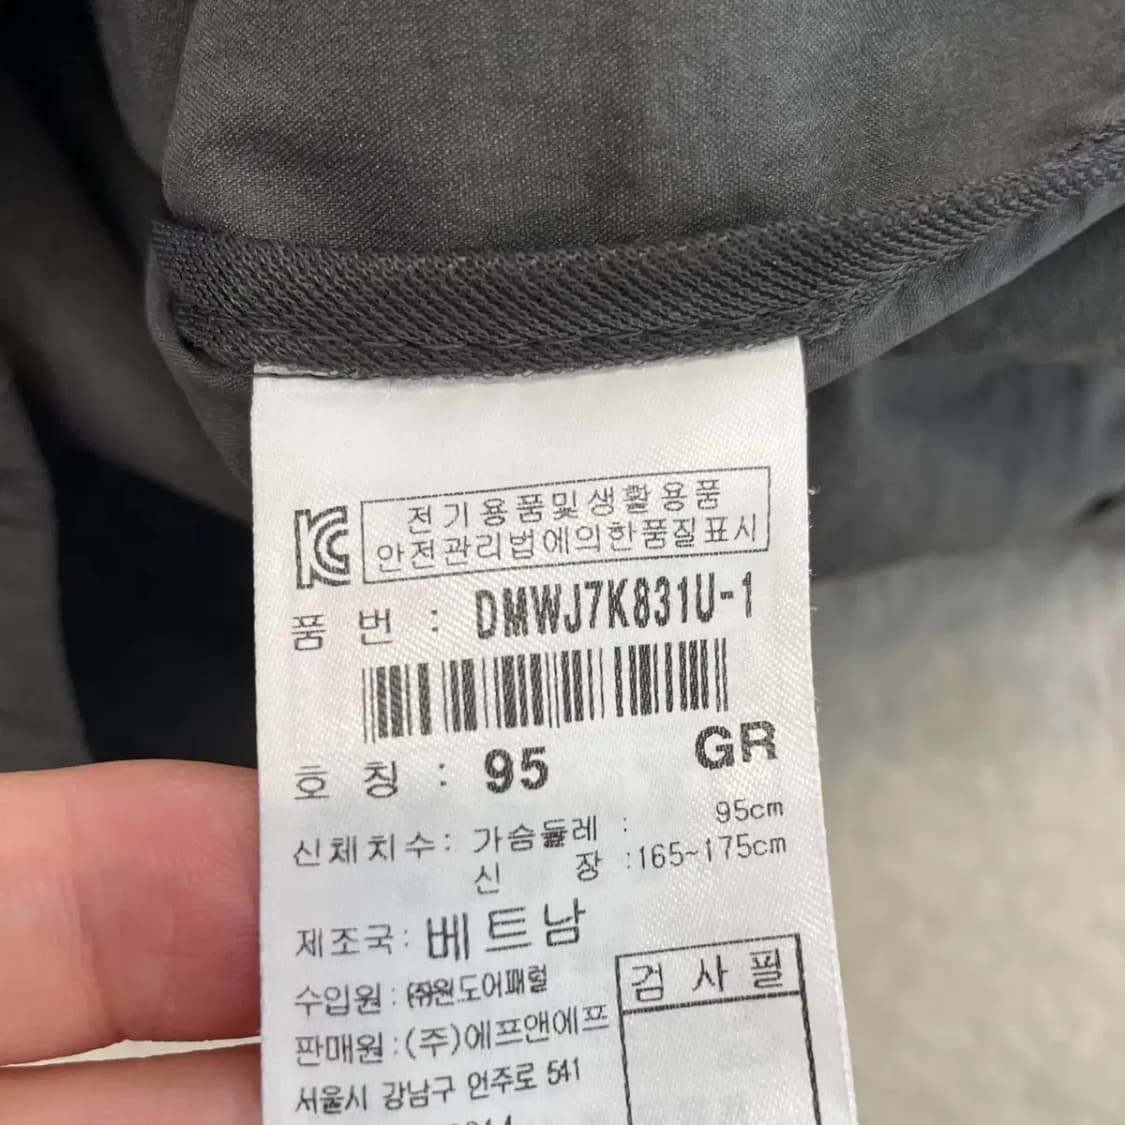 KC
전기용품및생활용품
안전관리법에의한품질표시
품 번 : DMWJ7K831U-1
호 칭 : 95 GR
신체치수: 가슴둘레 : 95cm
신 장 :165~175cm
제조국: 베트남
수입원:(주)윈도어패럴
판매원:(주)에프앤에프
서울시 강남구 언주로 541
검 사 필